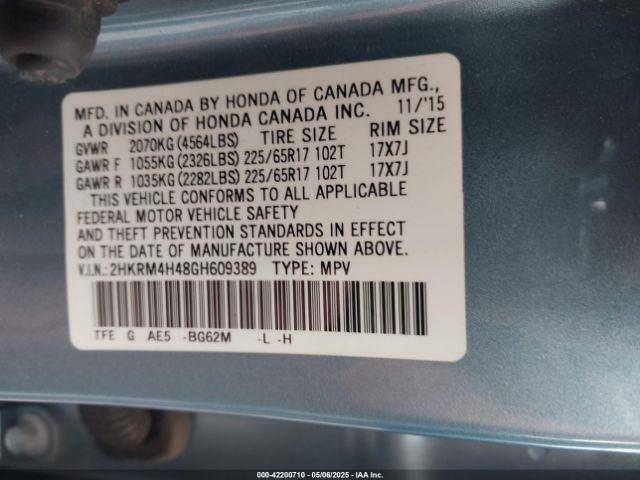 MFD. IN CANADA BY HONDA OF CANADA MFG.,
A DIVISION OF HONDA CANADA INC. 11/'15
GVWR 2070KG (4564LBS) TIRE SIZE RIM SIZE
GAWR F 1055KG (2326LBS) 225/65R17 102T 17X7J
GAWR R 1035KG (2282LBS) 225/65R17 102T 17X7J
THIS VEHICLE CONFORMS TO ALL APPLICABLE
FEDERAL MOTOR VEHICLE SAFETY
AND THEFT PREVENTION STANDARDS IN EFFECT
ON THE DATE OF MANUFACTURE SHOWN ABOVE.
V.I.N.: 2HKRM4H48GH609389 TYPE: MPV
TFE G AE5 -BG62M -L -H
000-42200710 - 05/06/2025 - IAA Inc.